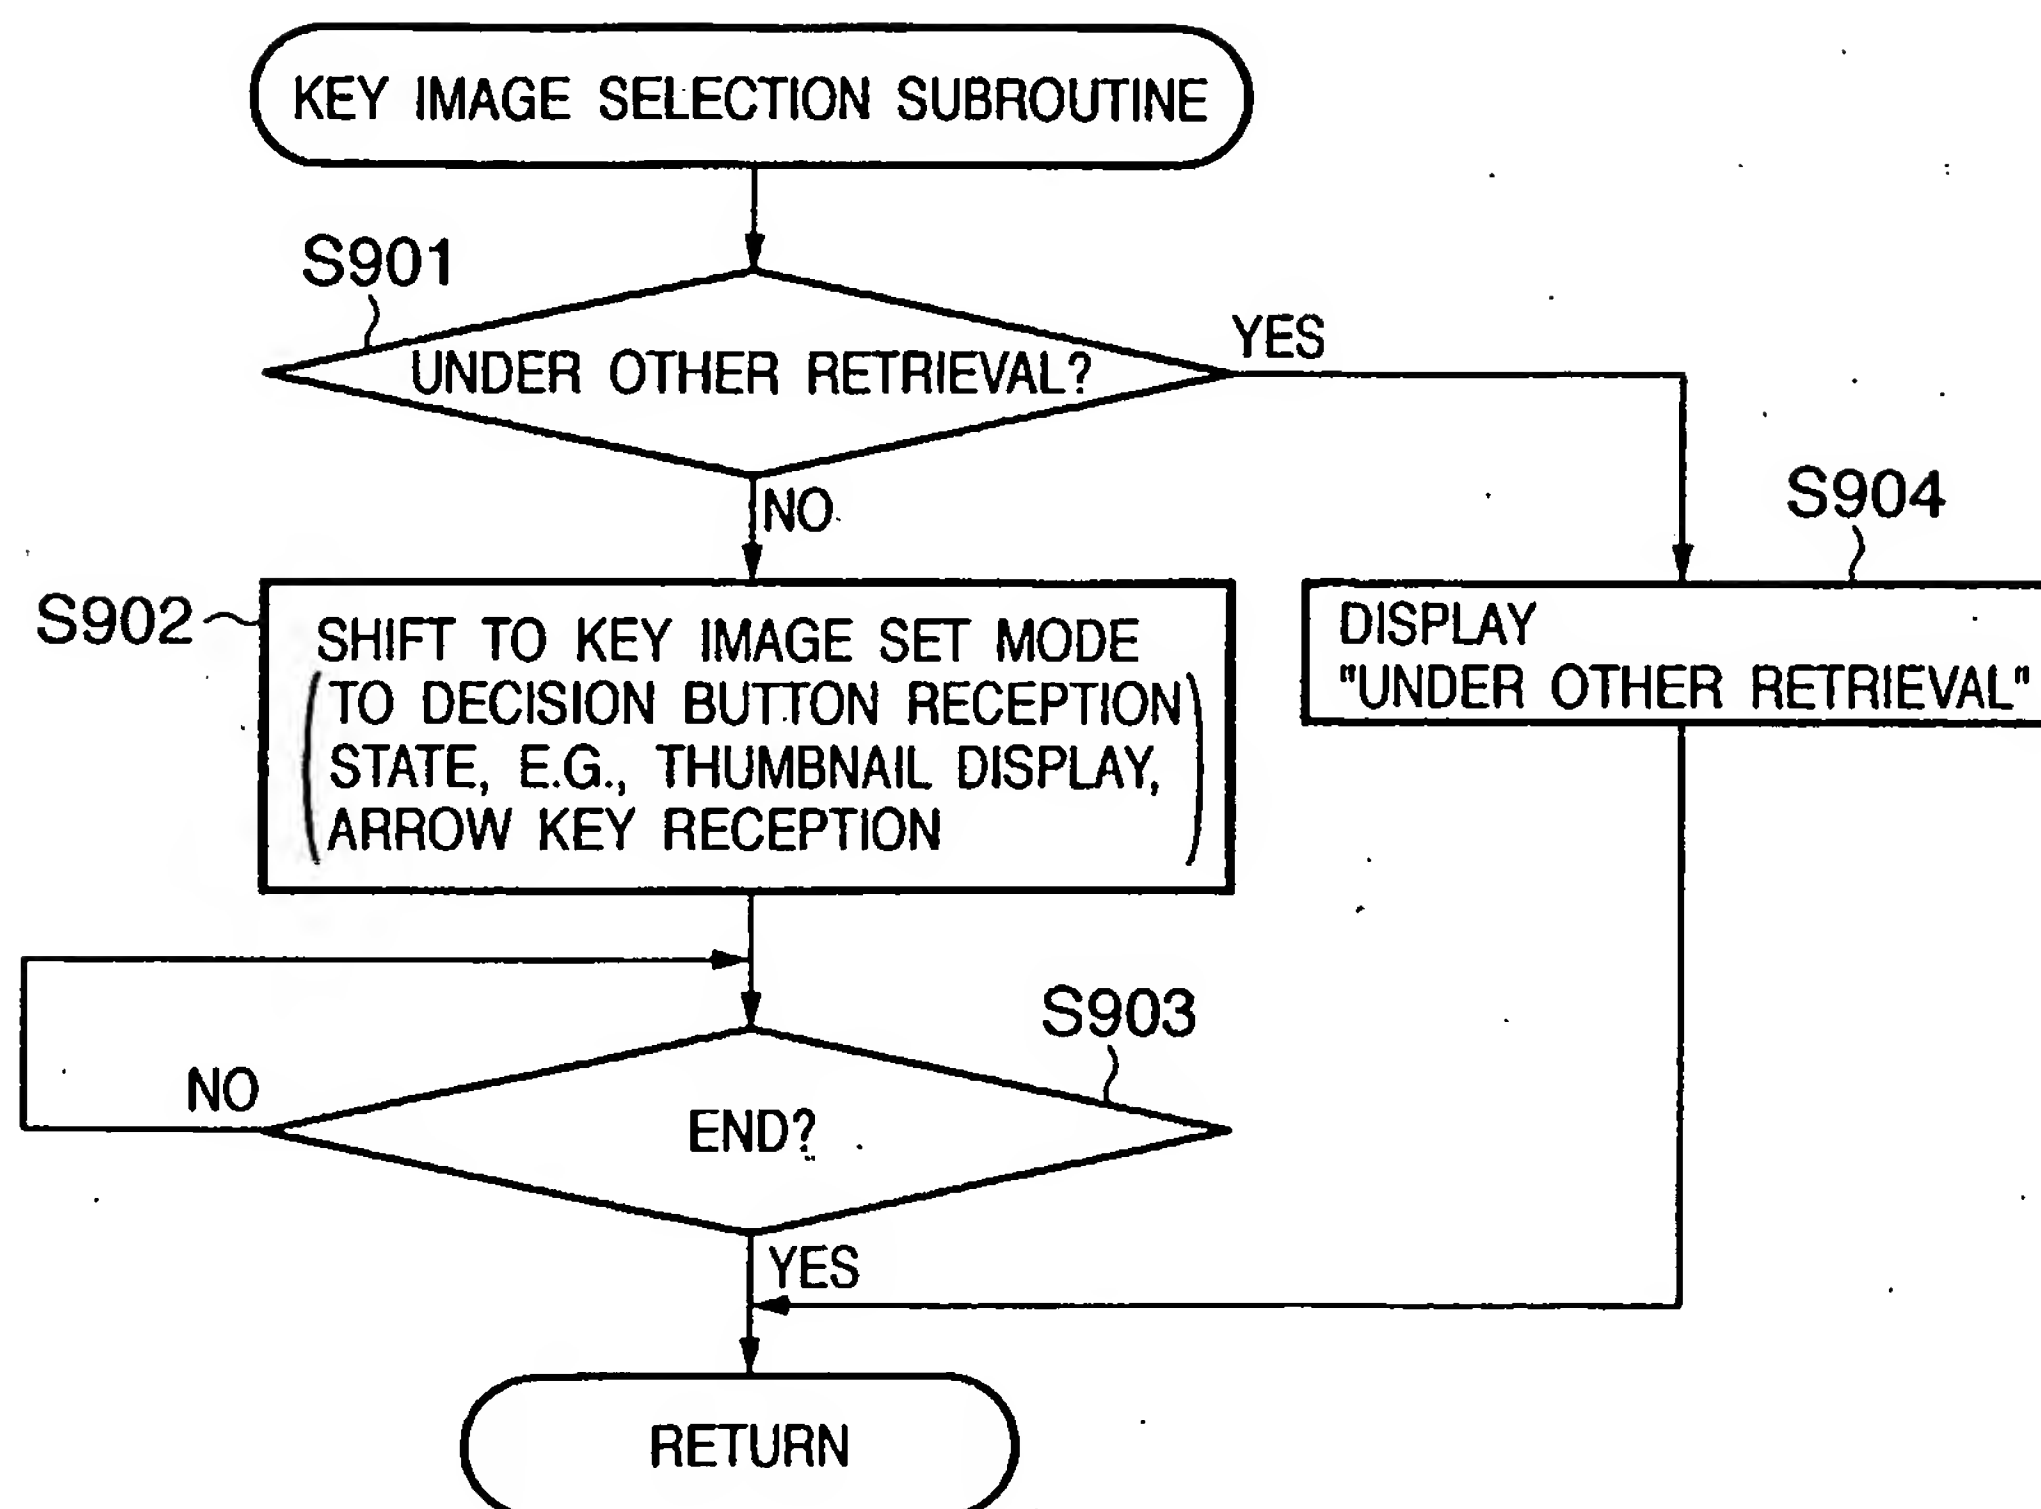 KEY IMAGE SELECTION SUBROUTINE
S901
UNDER OTHER RETRIEVAL?
YES
NO
S904
DISPLAY
"UNDER OTHER RETRIEVAL"
S902
SHIFT TO KEY IMAGE SET MODE
(TO DECISION BUTTON RECEPTION
STATE, E.G., THUMBNAIL DISPLAY,
ARROW KEY RECEPTION)
S903
NO
END?
YES
RETURN